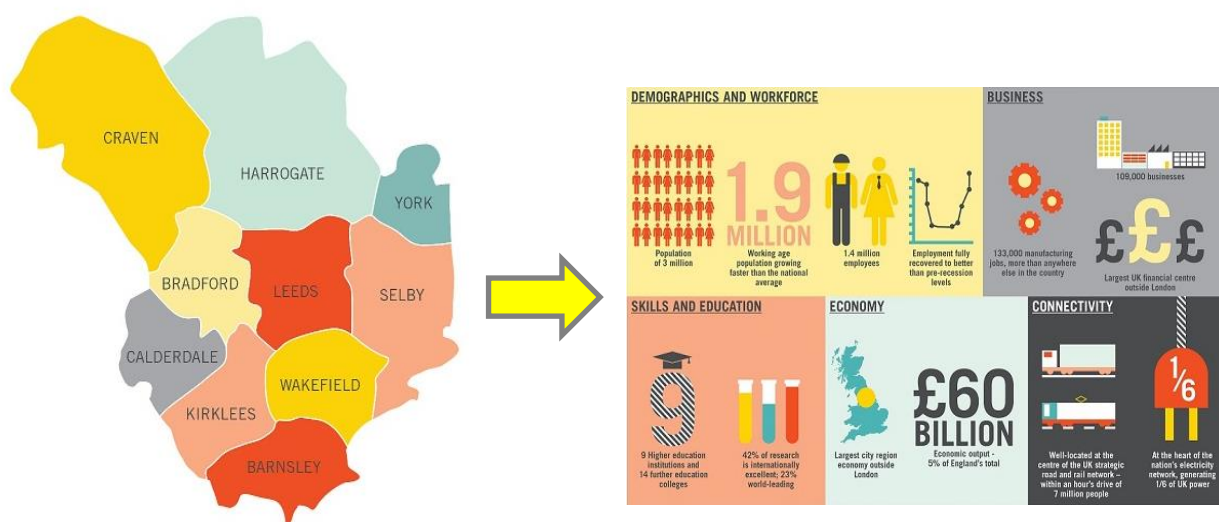 CRAVEN
HARROGATE
YORK
BRADFORD
LEEDS
SELBY
CALDERDALE
WAKEFIELD
KIRKLEES
BARNSLEY
DEMOGRAPHICS AND WORKFORCE
Population
of 3 million
1.9
MILLION
Working age
population growing
faster than the national
average
1.4 million
employees
Employment fully
recovered to better
than pre-recession
levels
BUSINESS
133,000 manufacturing
jobs, more than anywhere
else in the country
109,000 businesses
£££
Largest UK financial centre
outside London
SKILLS AND EDUCATION
9
9 Higher education
institutions and
14 further education
colleges
42% of research
is internationally
excellent; 23%
world-leading
ECONOMY
Largest city region
economy outside
London
£60
BILLION
Economic output -
5% of England's total
CONNECTIVITY
Well-located at the
centre of the UK strategic
road and rail network –
within an hour's drive of
7 million people
1/6
At the heart of the
nation's electricity
network, generating
1/6 of UK power